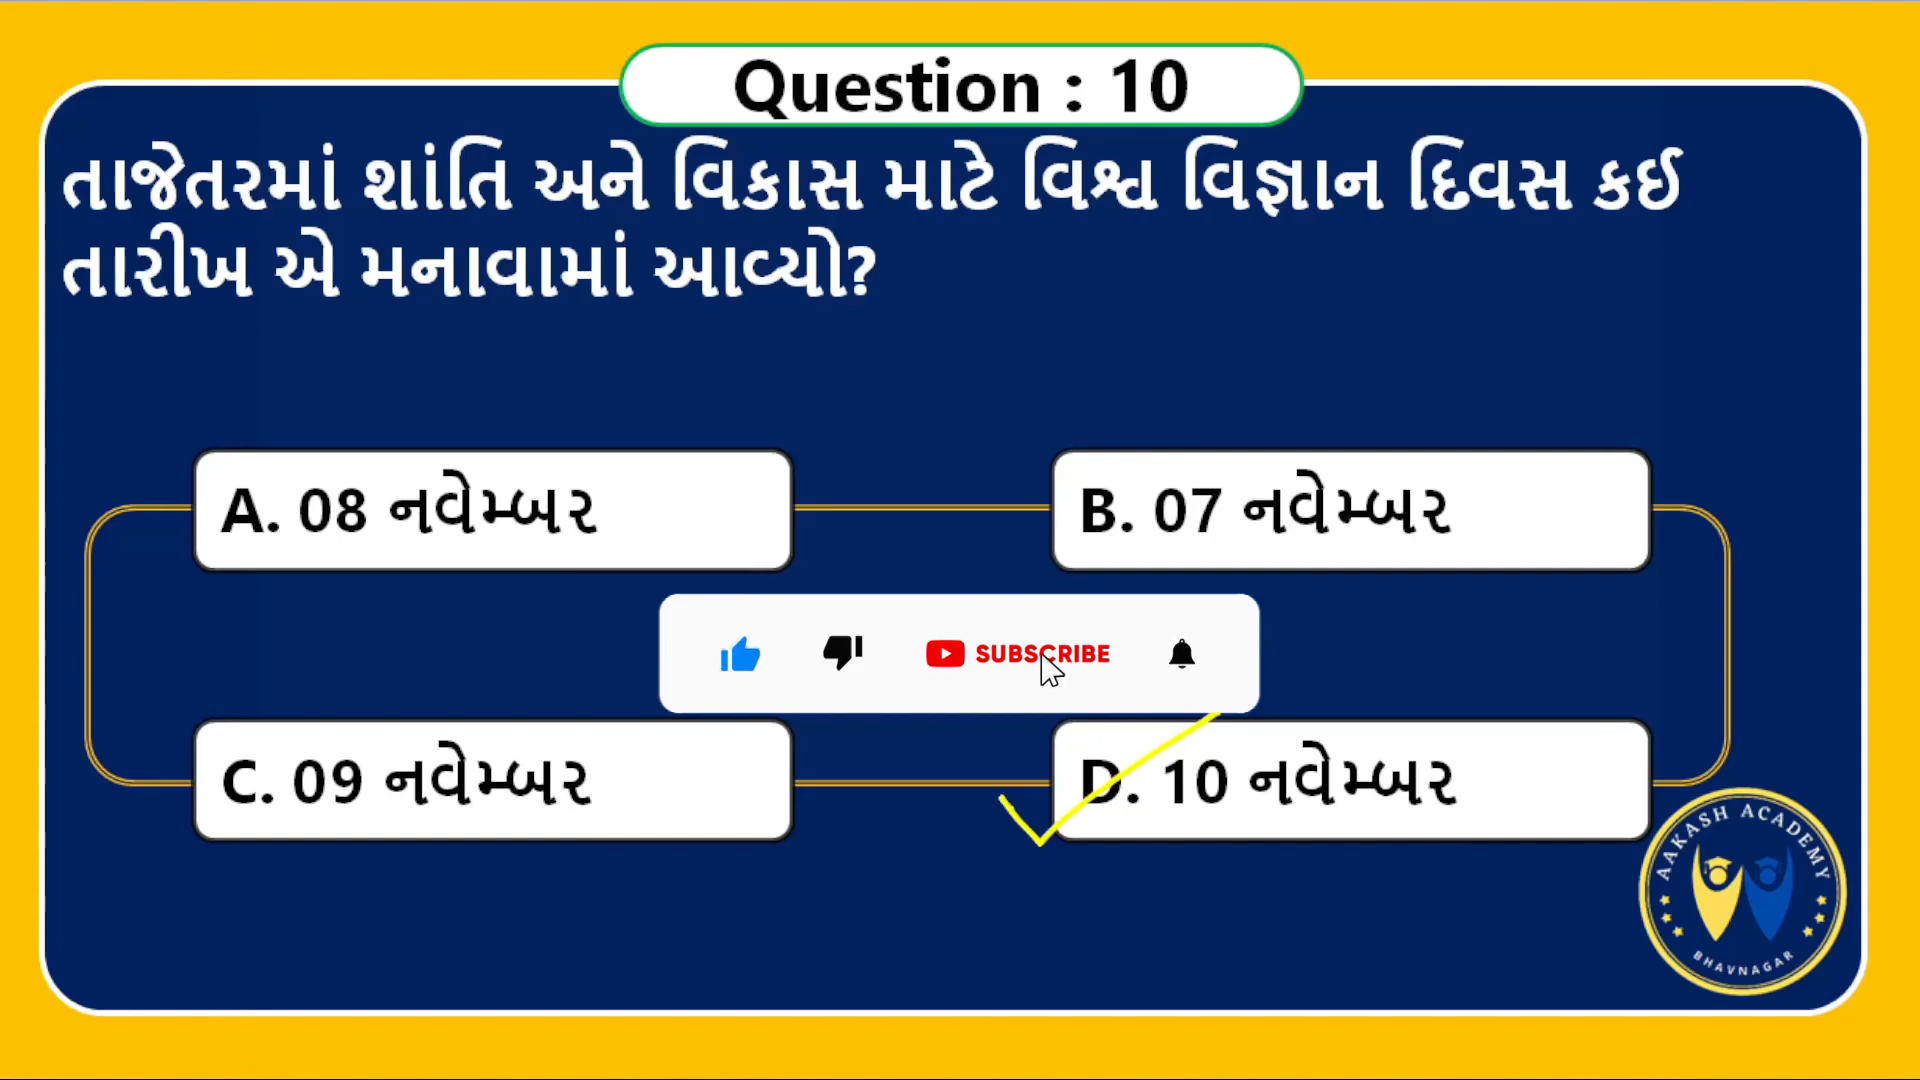 Question : 10
તાજેતરમાં શાંતિ અને વિકાસ માટે વિશ્વ વિજ્ઞાન દિવસ કઈ
તારીખ એ મનાવામાં આવ્યો?
A. 08 નવેમ્બર
B. 07 નવેમ્બર
SUBSCRIBE
C. 09 નવેમ્બર
D. 10 નવેમ્બર
AAKASH ACADEMY
BHAVNAGAR